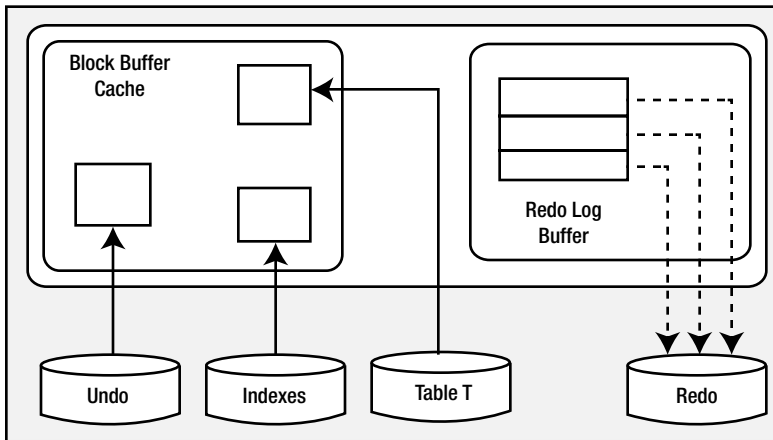 Block Buffer
Cache
Redo Log
Buffer
Undo
Indexes
Table T
Redo